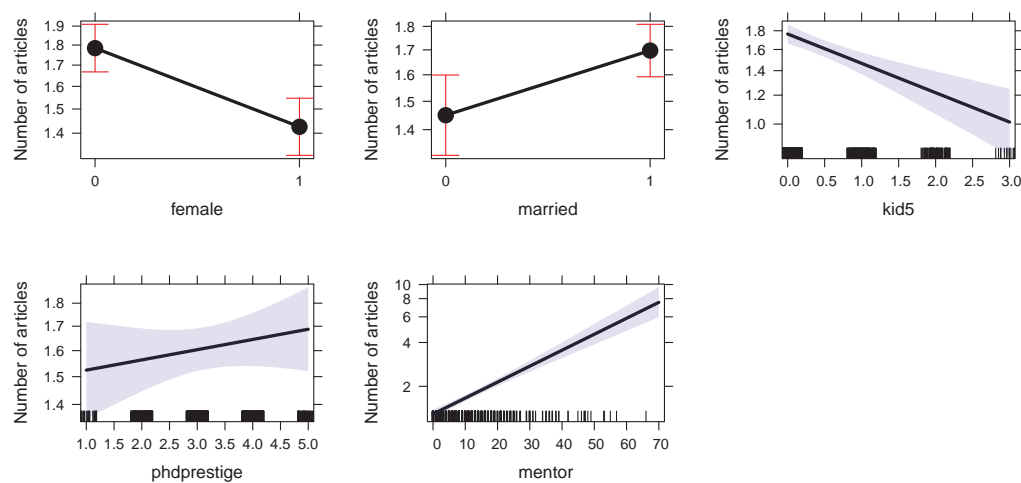 Number of articles
1.9
1.8
1.7
1.6
1.5
1.4
0 1
female
Number of articles
1.8
1.7
1.6
1.5
1.4
0 1
married
Number of articles
1.8
1.6
1.4
1.2
1.0
0.0 0.5 1.0 1.5 2.0 2.5 3.0
kid5
Number of articles
1.8
1.7
1.6
1.5
1.4
1.0 1.5 2.0 2.5 3.0 3.5 4.0 4.5 5.0
phdprestige
Number of articles
10
8
6
4
2
0 10 20 30 40 50 60 70
mentor